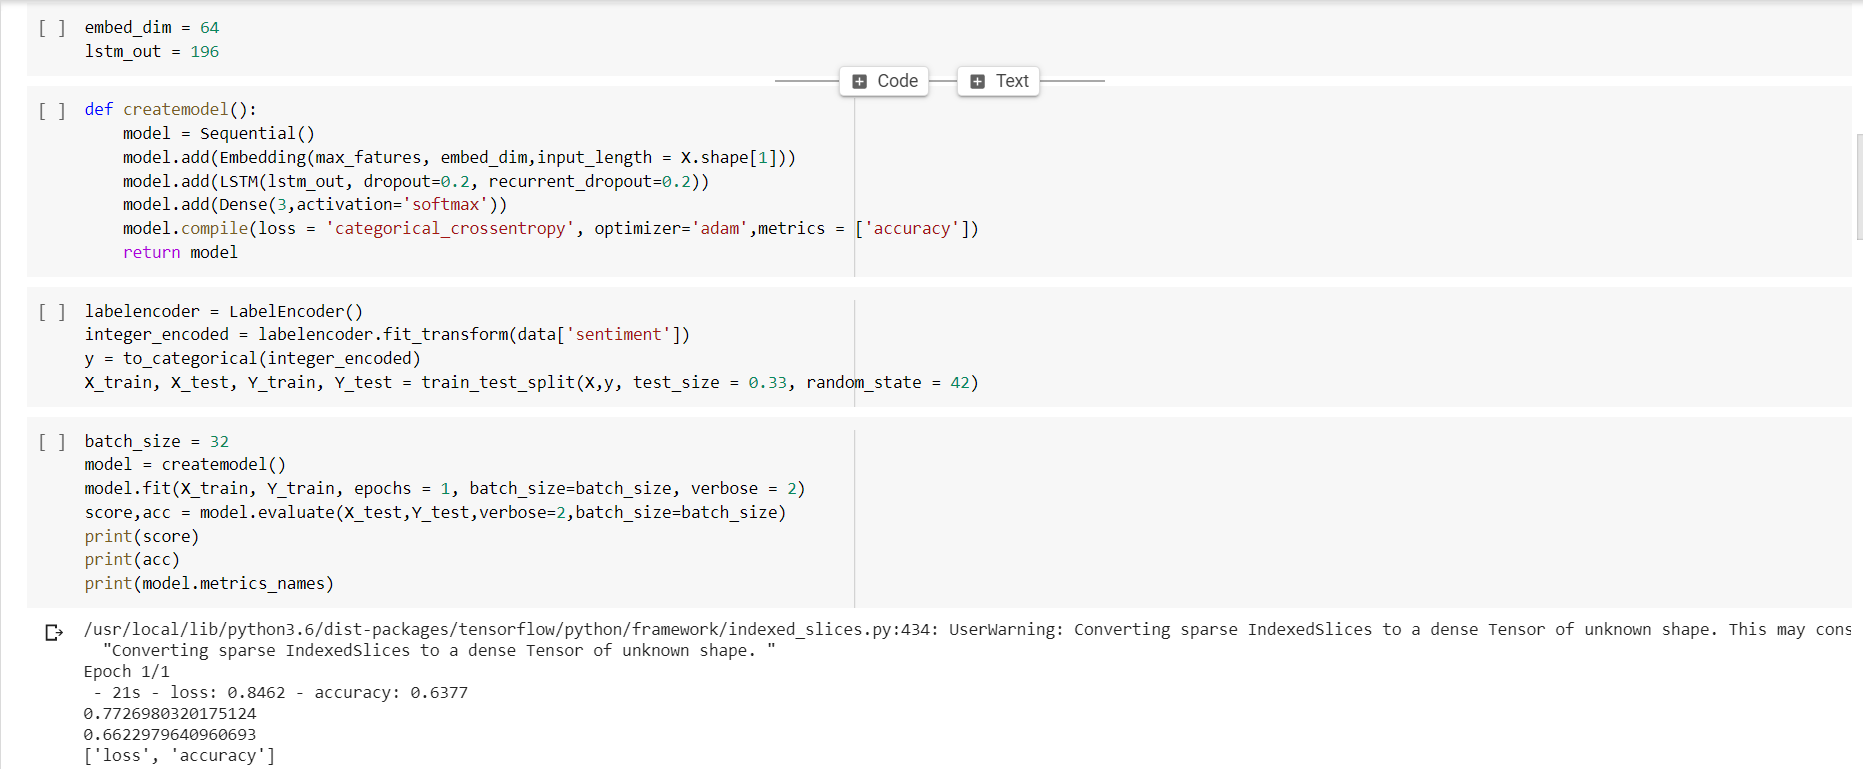 [ ] embed_dim = 64
lstm_out = 196
+ Code + Text
[ ] def createmodel():
    model = Sequential()
    model.add(Embedding(max_fatures, embed_dim,input_length = X.shape[1]))
    model.add(LSTM(lstm_out, dropout=0.2, recurrent_dropout=0.2))
    model.add(Dense(3,activation='softmax'))
    model.compile(loss = 'categorical_crossentropy', optimizer='adam',metrics = ['accuracy'])
    return model
[ ] labelencoder = LabelEncoder()
integer_encoded = labelencoder.fit_transform(data['sentiment'])
y = to_categorical(integer_encoded)
X_train, X_test, Y_train, Y_test = train_test_split(X,y, test_size = 0.33, random_state = 42)
[ ] batch_size = 32
model = createmodel()
model.fit(X_train, Y_train, epochs = 1, batch_size=batch_size, verbose = 2)
score,acc = model.evaluate(X_test,Y_test,verbose=2,batch_size=batch_size)
print(score)
print(acc)
print(model.metrics_names)
/usr/local/lib/python3.6/dist-packages/tensorflow/python/framework/indexed_slices.py:434: UserWarning: Converting sparse IndexedSlices to a dense Tensor of unknown shape. This may cons
  "Converting sparse IndexedSlices to a dense Tensor of unknown shape. "
Epoch 1/1
 - 21s - loss: 0.8462 - accuracy: 0.6377
0.7726980320175124
0.6622979640960693
['loss', 'accuracy']